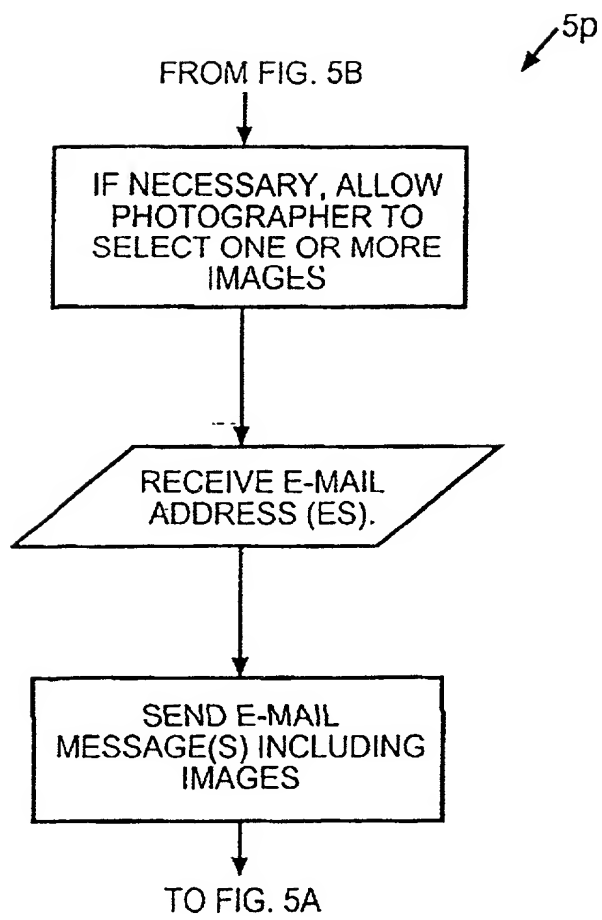 5p
FROM FIG. 5B
IF NECESSARY, ALLOW
PHOTOGRAPHER TO
SELECT ONE OR MORE
IMAGES
RECEIVE E-MAIL
ADDRESS (ES).
SEND E-MAIL
MESSAGE(S) INCLUDING
IMAGES
TO FIG. 5A